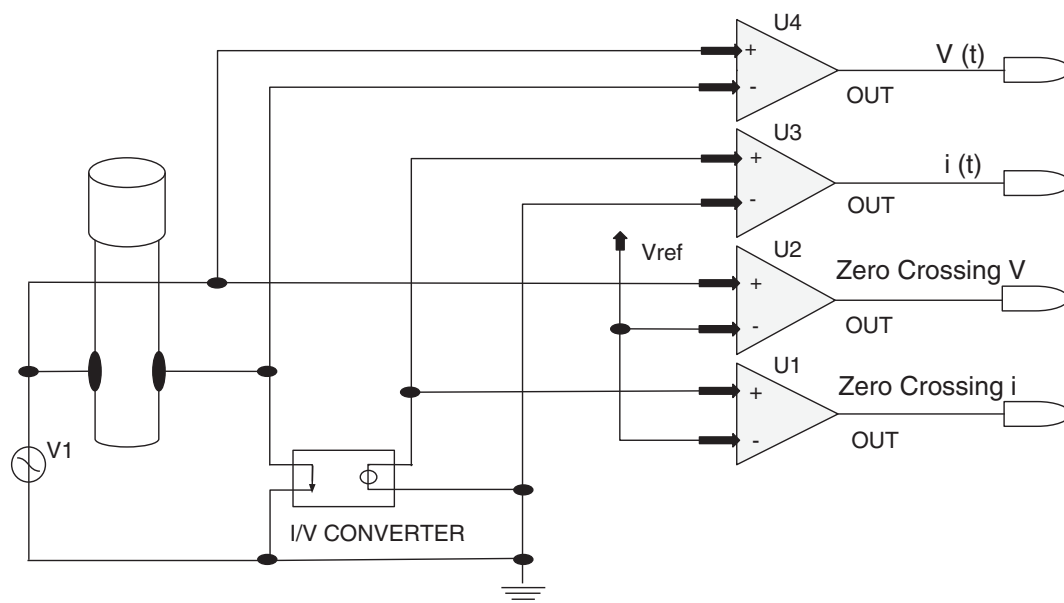 U4
+
-
OUT
V (t)
U3
+
-
OUT
i (t)
Vref
U2
+
-
OUT
Zero Crossing V
U1
+
-
OUT
Zero Crossing i
V1
I/V CONVERTER